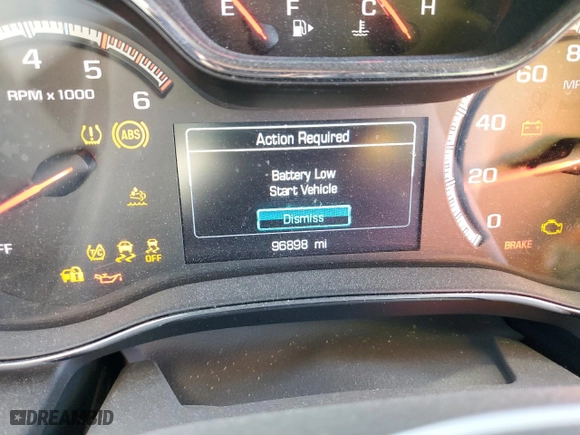 E F C H
4 5 6
RPM x 1000
ABS
Action Required
Battery Low
Start Vehicle
Dismiss
96898 mi
60
40
20
0
BRAKE
T/C
OFF
DREAMBID